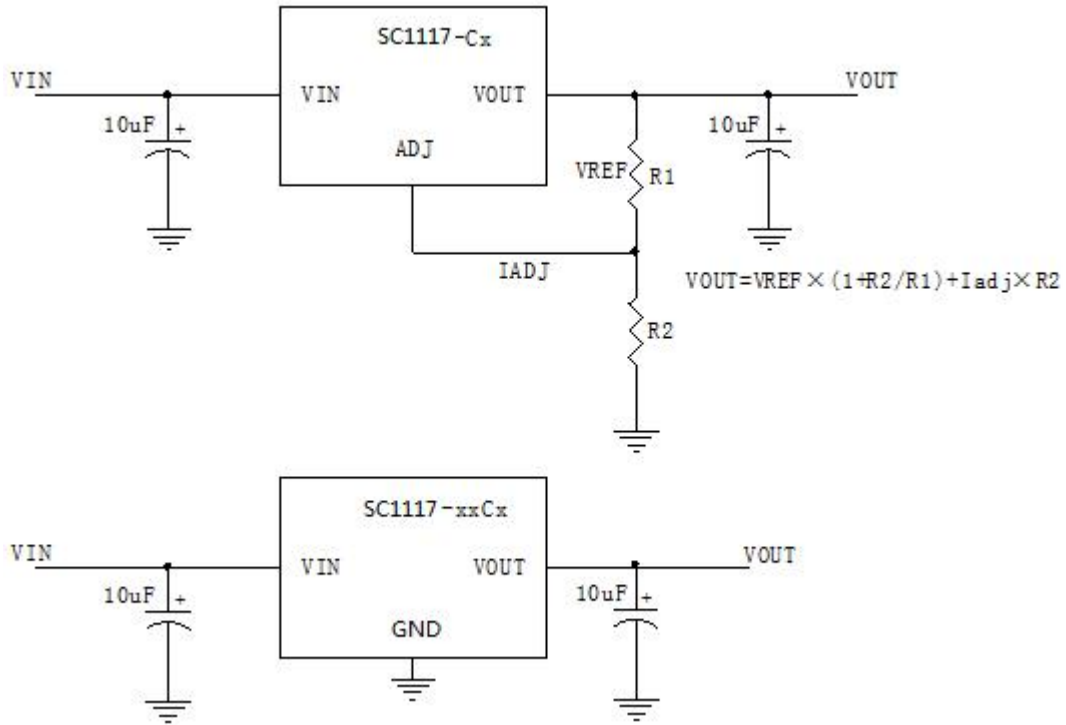 SC1117-Cx
VIN
VIN
VOUT
VOUT
10uF +
10uF +
ADJ
VREF
R1
IADJ
VOUT=VREF×(1+R2/R1)+Iadj×R2
R2
SC1117-xxCx
VIN
VIN
VOUT
VOUT
10uF +
10uF +
GND